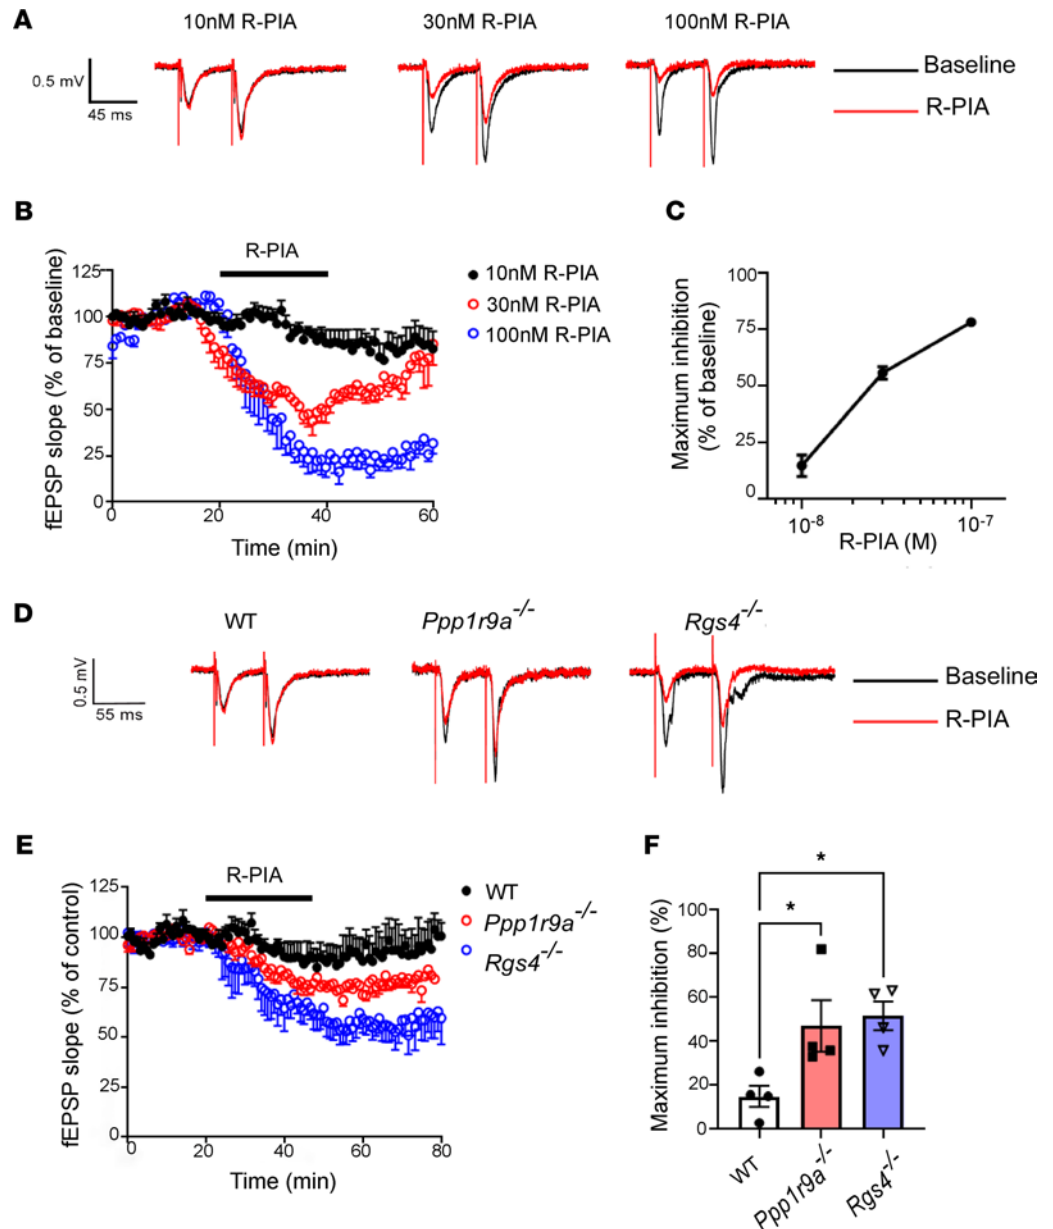 A
10nM R-PIA
30nM R-PIA
100nM R-PIA
0.5 mV
45 ms
Baseline
R-PIA
B
R-PIA
fEPSP slope (% of baseline)
125
100
75
50
25
0
0
20
40
60
Time (min)
10nM R-PIA
30nM R-PIA
100nM R-PIA
C
Maximum inhibition
(% of baseline)
100
75
50
25
0
10⁻⁸
10⁻⁷
R-PIA (M)
D
WT
Ppp1r9a⁻/⁻
Rgs4⁻/⁻
0.5 mV
55 ms
Baseline
R-PIA
E
R-PIA
fEPSP slope (% of control)
125
100
75
50
25
0
0
20
40
60
80
Time (min)
WT
Ppp1r9a⁻/⁻
Rgs4⁻/⁻
F
Maximum inhibition (%)
100
80
60
40
20
0
*
*
WT
Ppp1r9a⁻/⁻
Rgs4⁻/⁻